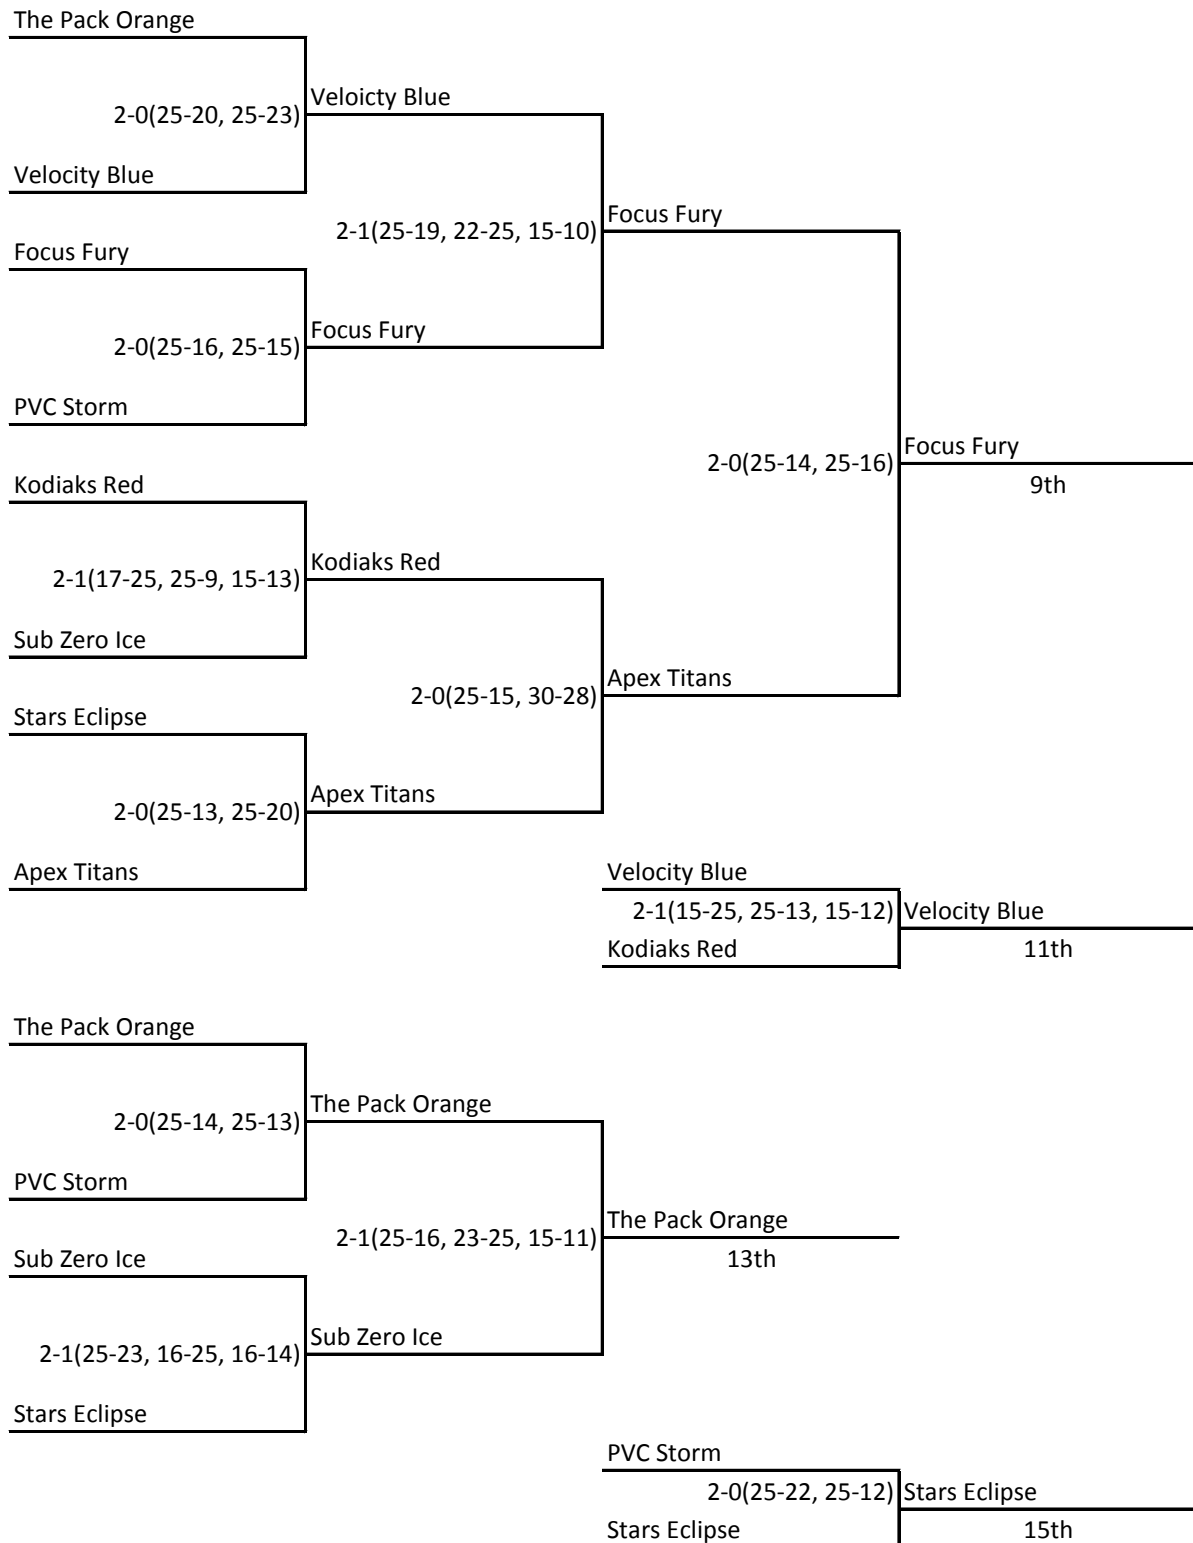 The Pack Orange
Veloicty Blue
2-0(25-20, 25-23)
Velocity Blue
Focus Fury
2-1(25-19, 22-25, 15-10)
Focus Fury
Focus Fury
2-0(25-16, 25-15)
PVC Storm
Focus Fury
2-0(25-14, 25-16)
Kodiaks Red
9th
Kodiaks Red
2-1(17-25, 25-9, 15-13)
Sub Zero Ice
Apex Titans
2-0(25-15, 30-28)
Stars Eclipse
Apex Titans
2-0(25-13, 25-20)
Apex Titans
Velocity Blue
2-1(15-25, 25-13, 15-12)
Velocity Blue
Kodiaks Red
11th
The Pack Orange
The Pack Orange
2-0(25-14, 25-13)
PVC Storm
The Pack Orange
2-1(25-16, 23-25, 15-11)
Sub Zero Ice
13th
Sub Zero Ice
2-1(25-23, 16-25, 16-14)
Stars Eclipse
PVC Storm
2-0(25-22, 25-12)
Stars Eclipse
Stars Eclipse
15th